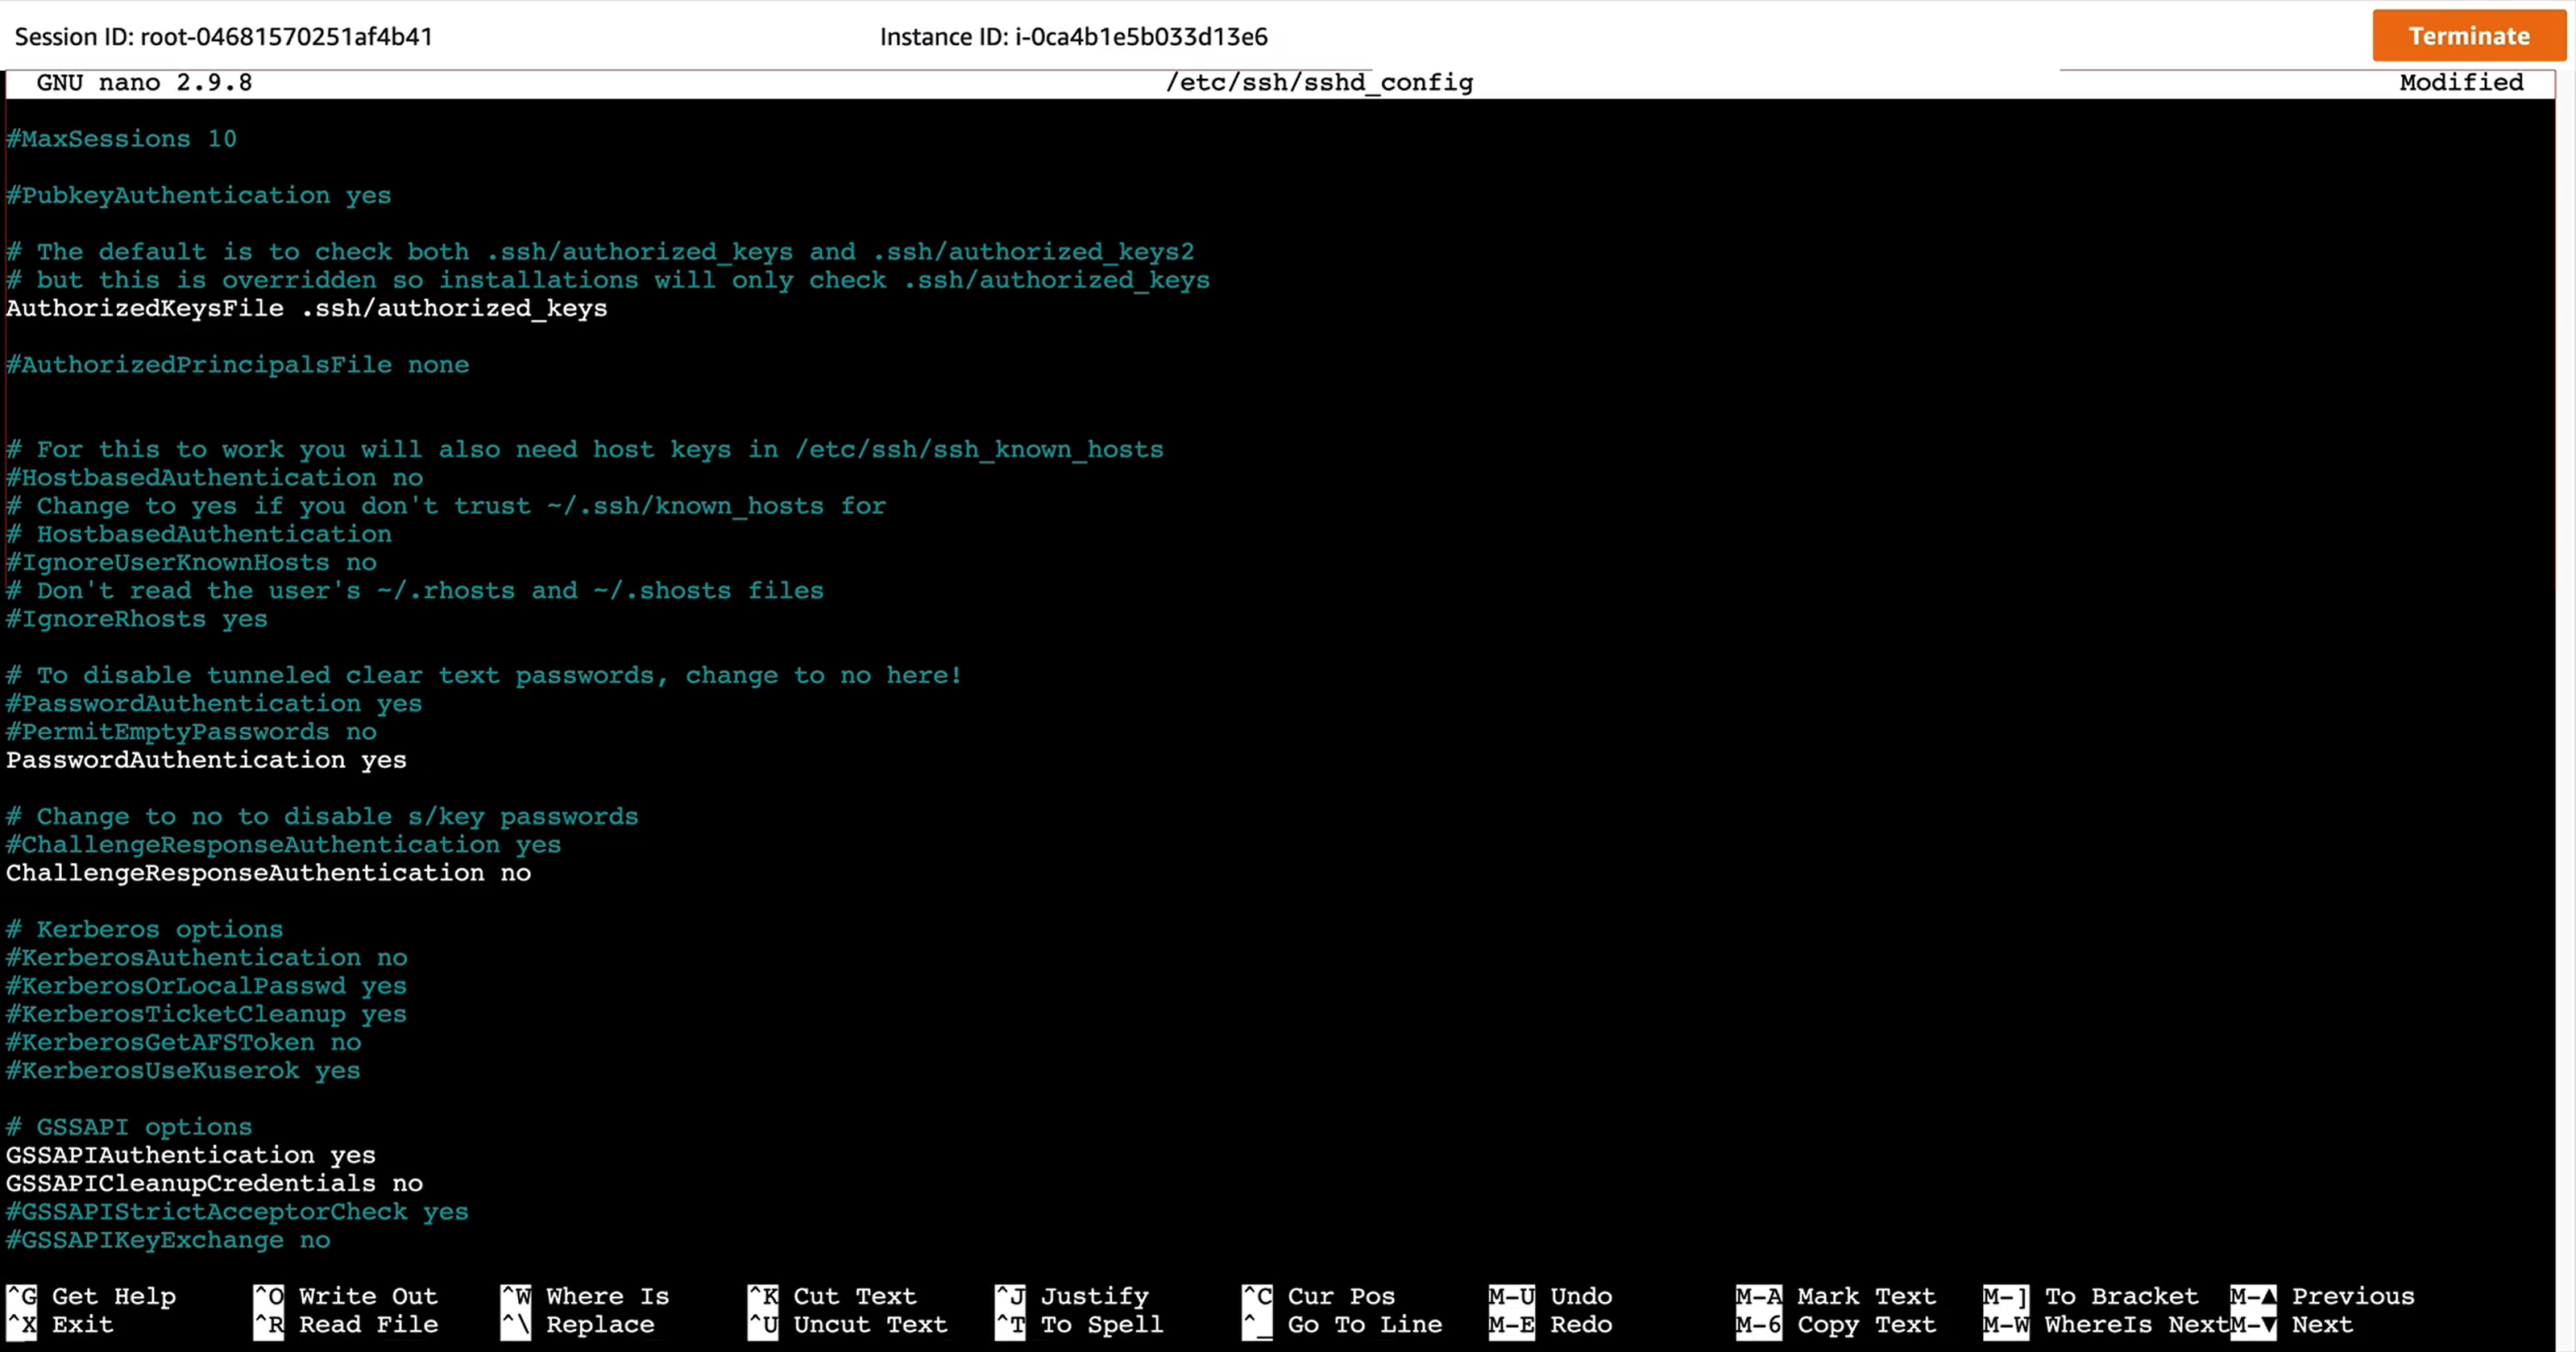 Session ID: root-04681570251af4b41 Instance ID: i-0ca4b1e5b033d13e6 Terminate
GNU nano 2.9.8 /etc/ssh/sshd_config Modified
#MaxSessions 10
#PubkeyAuthentication yes
# The default is to check both .ssh/authorized_keys and .ssh/authorized_keys2
# but this is overridden so installations will only check .ssh/authorized_keys
AuthorizedKeysFile .ssh/authorized_keys
#AuthorizedPrincipalsFile none
# For this to work you will also need host keys in /etc/ssh/ssh_known_hosts
#HostbasedAuthentication no
# Change to yes if you don't trust ~/.ssh/known_hosts for
# HostbasedAuthentication
#IgnoreUserKnownHosts no
# Don't read the user's ~/.rhosts and ~/.shosts files
#IgnoreRhosts yes
# To disable tunneled clear text passwords, change to no here!
#PasswordAuthentication yes
#PermitEmptyPasswords no
PasswordAuthentication yes
# Change to no to disable s/key passwords
#ChallengeResponseAuthentication yes
ChallengeResponseAuthentication no
# Kerberos options
#KerberosAuthentication no
#KerberosOrLocalPasswd yes
#KerberosTicketCleanup yes
#KerberosGetAFSToken no
#KerberosUseKuserok yes
# GSSAPI options
GSSAPIAuthentication yes
GSSAPICleanupCredentials no
#GSSAPIStrictAcceptorCheck yes
#GSSAPIKeyExchange no
^G Get Help ^O Write Out ^W Where Is ^K Cut Text ^J Justify ^C Cur Pos M-U Undo M-A Mark Text M-] To Bracket M-▲ Previous
^X Exit ^R Read File ^\ Replace ^U Uncut Text ^T To Spell ^_ Go To Line M-E Redo M-6 Copy Text M-W WhereIs Next M-▼ Next